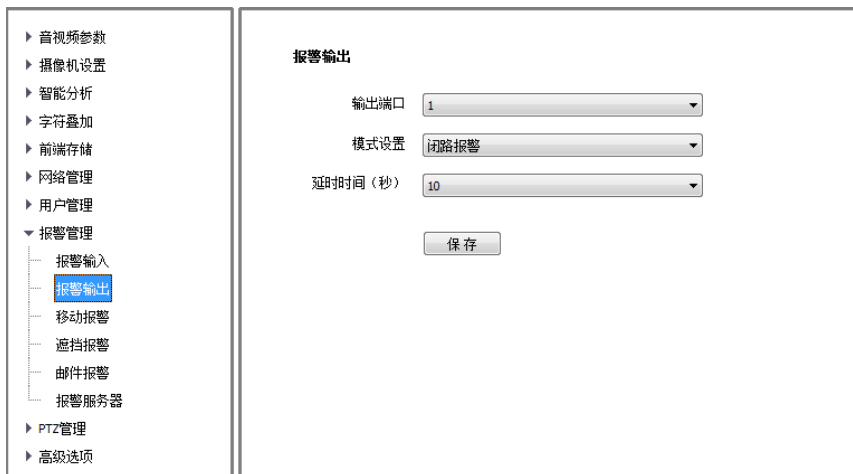 音视频参数
摄像机设置
智能分析
字符叠加
前端存储
网络管理
用户管理
报警管理
报警输入
报警输出
移动报警
遮挡报警
邮件报警
报警服务器
PTZ管理
高级选项
报警输出
输出端口 1
模式设置 闭路报警
延时时间（秒） 10
保存